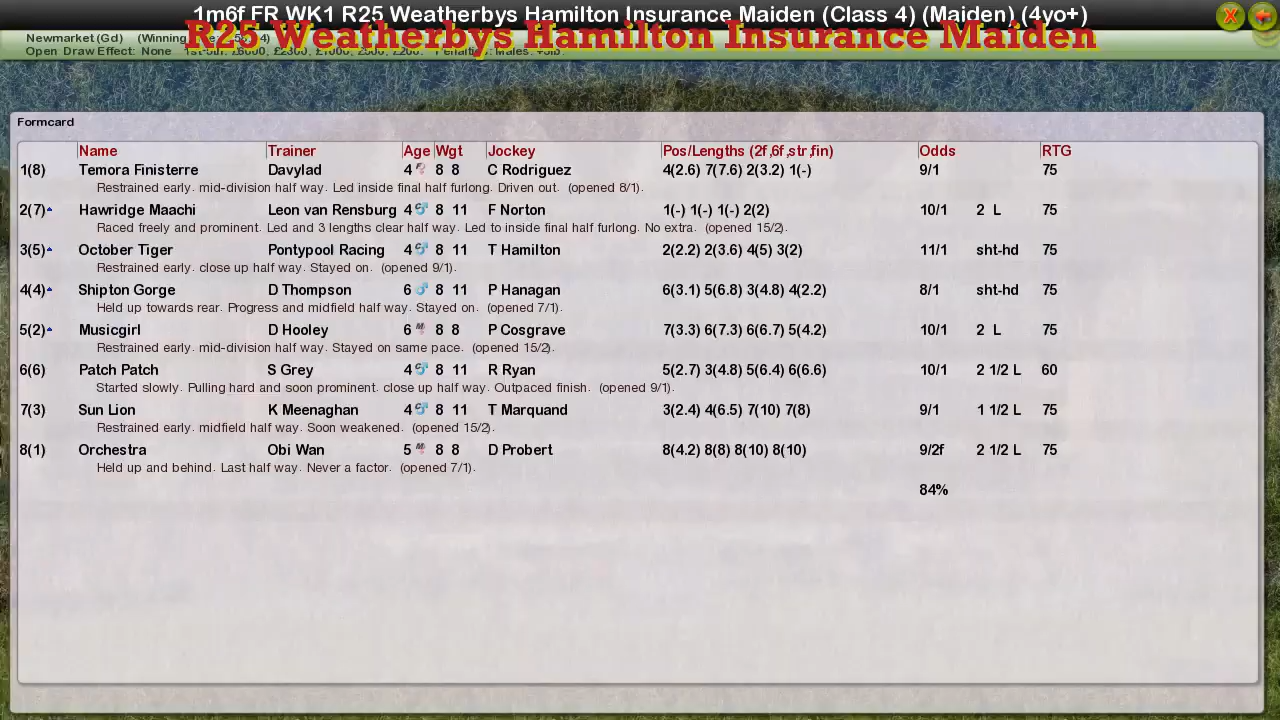 1m6f FR WK1 R25 Weatherbys Hamilton Insurance Maiden (Class 4) (Maiden) (4yo+)
R25 Weatherbys Hamilton Insurance Maiden
Newmarket (Gd) (Winning
Open Draw Effect: None 1st-5th, £6000, £2300, £1000, £500, £200. Penalties: Males: +3lb.
Formcard
Name Trainer Age Wgt Jockey Pos/Lengths (2f,6f,str,fin) Odds RTG
1(8) Temora Finisterre Davylad 4 8 8 C Rodriguez 4(2.6) 7(7.6) 2(3.2) 1(-) 9/1 75
Restrained early. mid-division half way. Led inside final half furlong. Driven out. (opened 8/1).
2(7) Hawridge Maachi Leon van Rensburg 4 8 11 F Norton 1(-) 1(-) 1(-) 2(2) 10/1 2 L 75
Raced freely and prominent. Led and 3 lengths clear half way. Led to inside final half furlong. No extra. (opened 15/2).
3(5) October Tiger Pontypool Racing 4 8 11 T Hamilton 2(2.2) 2(3.6) 4(5) 3(2) 11/1 sht-hd 75
Restrained early. close up half way. Stayed on. (opened 9/1).
4(4) Shipton Gorge D Thompson 6 8 11 P Hanagan 6(3.1) 5(6.8) 3(4.8) 4(2.2) 8/1 sht-hd 75
Held up towards rear. Progress and midfield half way. Stayed on. (opened 7/1).
5(2) Musicgirl D Hooley 6 8 8 P Cosgrave 7(3.3) 6(7.3) 6(6.7) 5(4.2) 10/1 2 L 75
Restrained early. mid-division half way. Stayed on same pace. (opened 15/2).
6(6) Patch Patch S Grey 4 8 11 R Ryan 5(2.7) 3(4.8) 5(6.4) 6(6.6) 10/1 2 1/2 L 60
Started slowly. Pulling hard and soon prominent. close up half way. Outpaced finish. (opened 9/1).
7(3) Sun Lion K Meenaghan 4 8 11 T Marquand 3(2.4) 4(6.5) 7(10) 7(8) 9/1 1 1/2 L 75
Restrained early. midfield half way. Soon weakened. (opened 15/2).
8(1) Orchestra Obi Wan 5 8 8 D Probert 8(4.2) 8(8) 8(10) 8(10) 9/2f 2 1/2 L 75
Held up and behind. Last half way. Never a factor. (opened 7/1).
84%